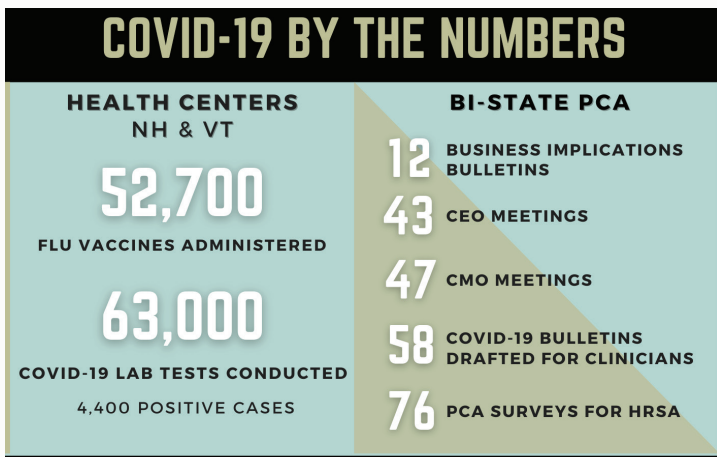 COVID-19 BY THE NUMBERS
HEALTH CENTERS
NH & VT
52,700
FLU VACCINES ADMINISTERED
63,000
COVID-19 LAB TESTS CONDUCTED
4,400 POSITIVE CASES
BI-STATE PCA
12 BUSINESS IMPLICATIONS
BULLETINS
43 CEO MEETINGS
47 CMO MEETINGS
58 COVID-19 BULLETINS
DRAFTED FOR CLINICIANS
76 PCA SURVEYS FOR HRSA